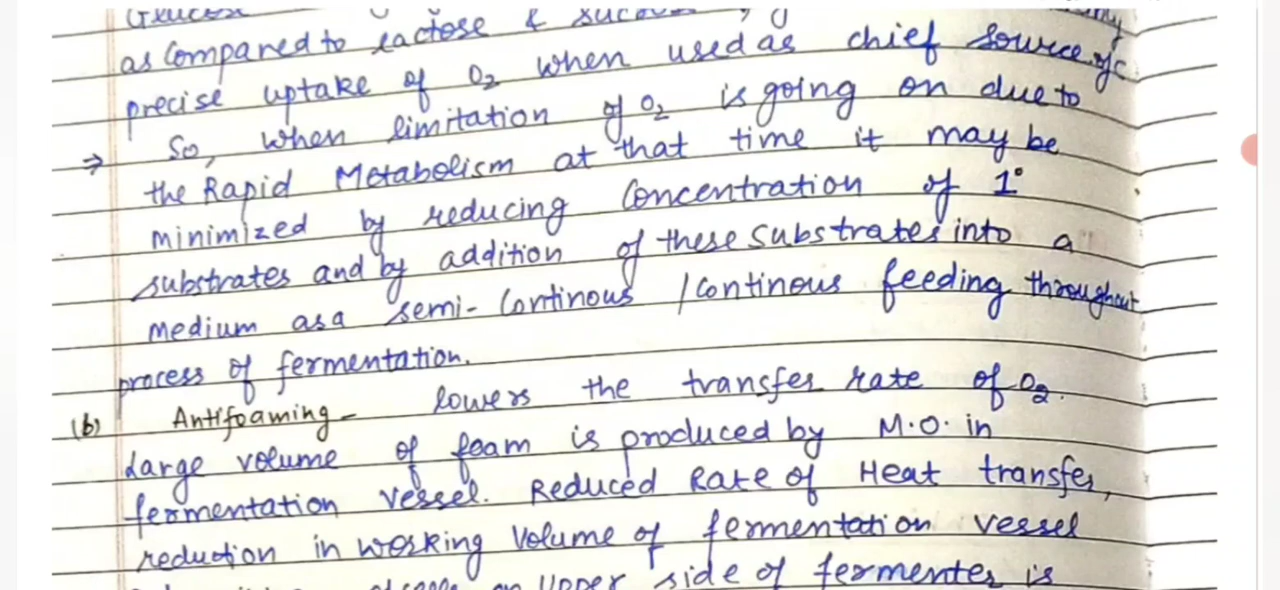 Glucose
as Compared to lactose &
precise uptake of O₂ when used as chief source of C
⇒ So, when limitation of O₂ is going on due to
the Rapid Metabolism at that time it may be
minimized by reducing Concentration of 1°
substrates and by addition of these substrates into a
medium as a semi-Continous / Continous feeding throughout
process of fermentation.
(b) Antifoaming - lowers the transfer rate of O₂.
Large volume of foam is produced by M.O. in
fermentation vessel. Reduced Rate of Heat transfer,
reduction in working Volume of fermentation vessel
on Upper side of fermenter is